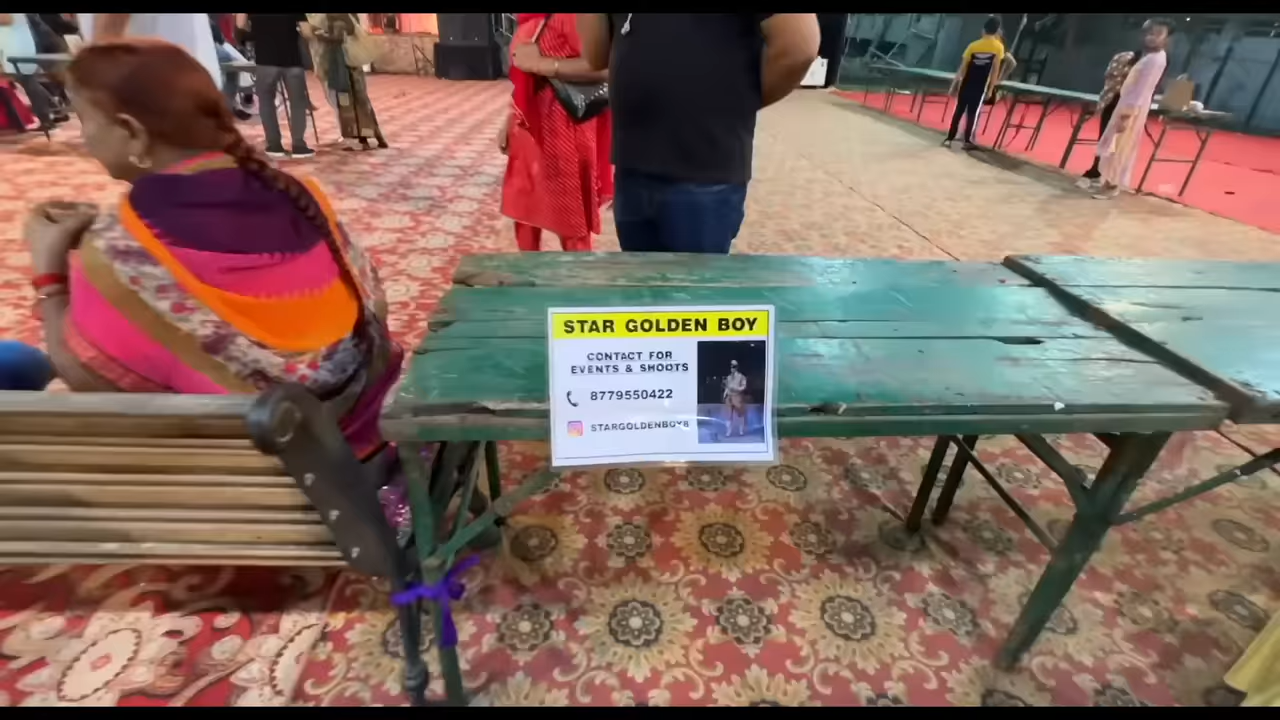 STAR GOLDEN BOY
CONTACT FOR
EVENTS & SHOOTS
8779550422
STARGOLDENBOY8